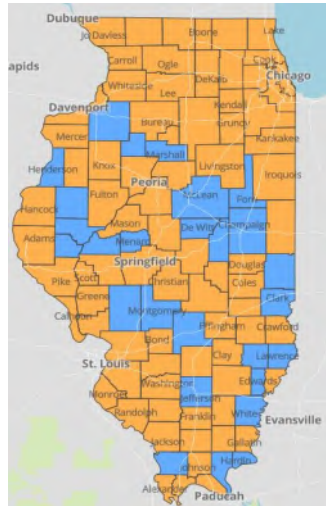 Dubuque
Jo Daviess
Boone
Lake
Carroll
Ogle
apids
Whiteside
DeKalb
Cook
Chicago
Lee
Davenport
Kendall
Bureau
Grundy
Mercer
Kankakee
Marshall
Henderson
Knox
Livingston
Iroquois
Peoria
Fulton
McLean
Ford
Hancock
Mason
De Witt
Champaign
Adams
Menard
Springfield
Douglas
Pike
Scott
Christian
Coles
Greene
Clark
Montgomery
Calhoun
Effingham
Crawford
Bond
St. Louis
Clay
Lawrence
Washington
Edwards
Monroe
Jefferson
Randolph
Franklin
White
Evansville
Jackson
Gallatin
Hardin
Johnson
Alexander
Paducah